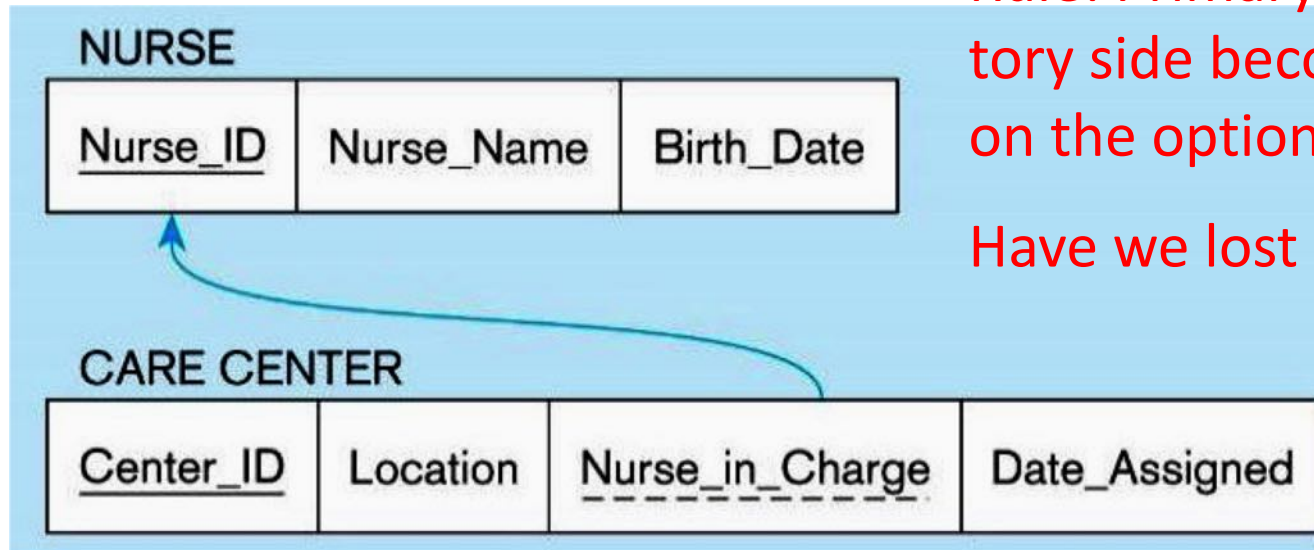 NURSE
Nurse_ID Nurse_Name Birth_Date
tory side beco
on the option
Have we lost
CARE CENTER
Center_ID Location Nurse_in_Charge Date_Assigned